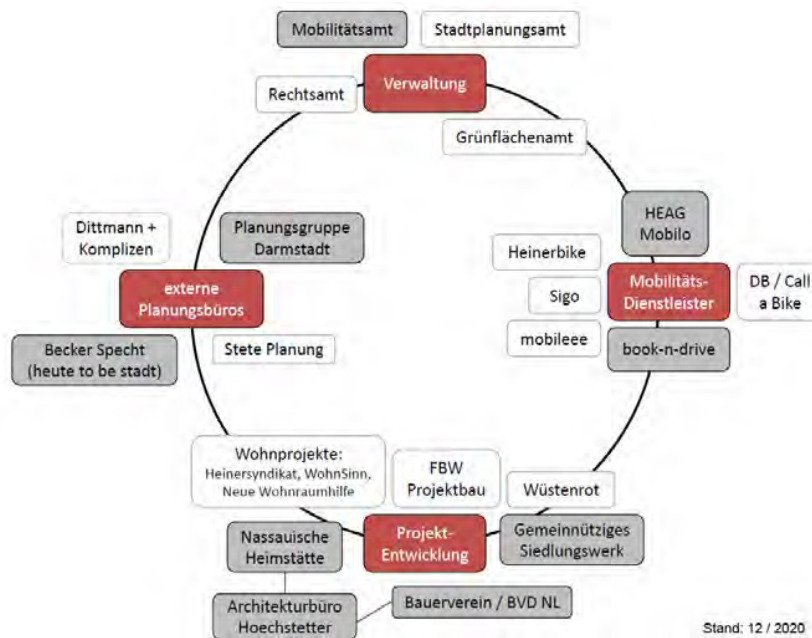 Mobilitätsamt
Stadtplanungsamt
Verwaltung
Rechtsamt
Grünflächenamt
Dittmann +
Komplizen
Planungsgruppe
Darmstadt
externe
Planungsbüros
Becker Specht
(heute to be stadt)
Stete Planung
HEAG
Mobilo
Heinerbike
Sigo
mobileee
Mobilitäts-
Dienstleister
DB / Call
a Bike
book-n-drive
Wohnprojekte:
Heinersyndikat, WohnSinn,
Neue Wohnraumhilfe
FBW
Projektbau
Wüstenrot
Nassauische
Heimstätte
Projekt-
Entwicklung
Gemeinnütziges
Siedlungswerk
Architekturbüro
Hoechstetter
Bauerverein / BVD NL
Stand: 12 / 2020